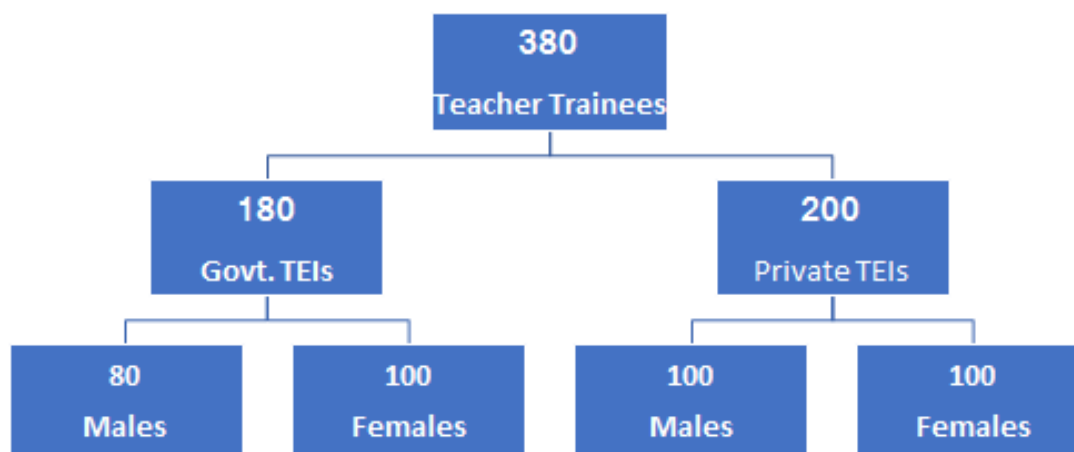 380
Teacher Trainees
180
Govt. TEIs
200
Private TEIs
80
Males
100
Females
100
Males
100
Females